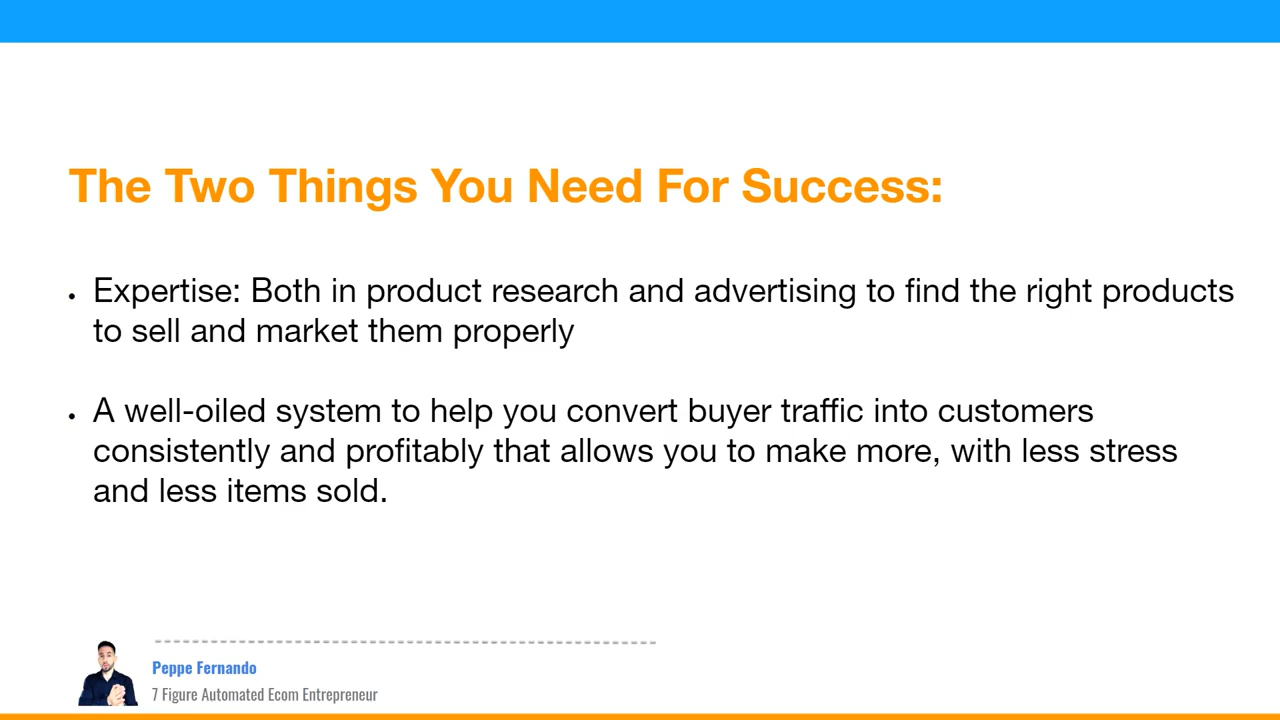 The Two Things You Need For Success:
• Expertise: Both in product research and advertising to find the right products
to sell and market them properly
• A well-oiled system to help you convert buyer traffic into customers
consistently and profitably that allows you to make more, with less stress
and less items sold.
Peppe Fernando
7 Figure Automated Ecom Entrepreneur